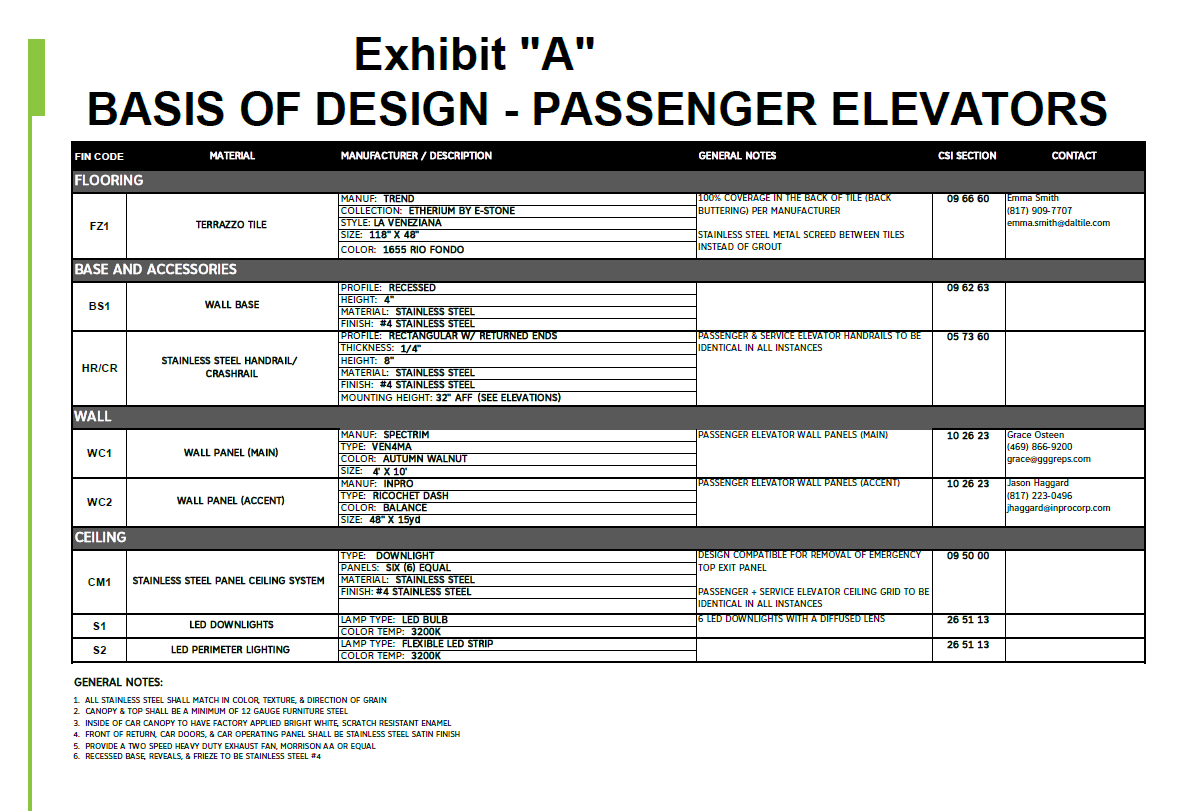 Exhibit "A"
BASIS OF DESIGN - PASSENGER ELEVATORS
FIN CODE MATERIAL MANUFACTURER / DESCRIPTION GENERAL NOTES CSI SECTION CONTACT
FLOORING
FZ1
TERRAZZO TILE
MANUF: TREND
COLLECTION: ETHERIUM BY E-STONE
STYLE: LA VENEZIANA
SIZE: 118" X 48"
COLOR: 1655 RIO FONDO
100% COVERAGE IN THE BACK OF TILE (BACK
BUTTERING) PER MANUFACTURER
STAINLESS STEEL METAL SCREED BETWEEN TILES
INSTEAD OF GROUT
09 66 60
Emma Smith
(817) 909-7707
emma.smith@daltile.com
BASE AND ACCESSORIES
BS1
WALL BASE
PROFILE: RECESSED
HEIGHT: 4"
MATERIAL: STAINLESS STEEL
FINISH: #4 STAINLESS STEEL
09 62 63
HR/CR
STAINLESS STEEL HANDRAIL/
CRASHRAIL
PROFILE: RECTANGULAR W/ RETURNED ENDS
THICKNESS: 1/4"
HEIGHT: 8"
MATERIAL: STAINLESS STEEL
FINISH: #4 STAINLESS STEEL
MOUNTING HEIGHT: 32" AFF (SEE ELEVATIONS)
PASSENGER & SERVICE ELEVATOR HANDRAILS TO BE
IDENTICAL IN ALL INSTANCES
05 73 60
WALL
WC1
WALL PANEL (MAIN)
MANUF: SPECTRIM
TYPE: VEN4MA
COLOR: AUTUMN WALNUT
SIZE: 4' X 10'
PASSENGER ELEVATOR WALL PANELS (MAIN)
10 26 23
Grace Osteen
(469) 866-9200
grace@gggreps.com
WC2
WALL PANEL (ACCENT)
MANUF: INPRO
TYPE: RICOCHET DASH
COLOR: BALANCE
SIZE: 48" X 15yd
PASSENGER ELEVATOR WALL PANELS (ACCENT)
10 26 23
Jason Haggard
(817) 223-0496
jhaggard@inprocorp.com
CEILING
CM1
STAINLESS STEEL PANEL CEILING SYSTEM
TYPE: DOWNLIGHT
PANELS: SIX (6) EQUAL
MATERIAL: STAINLESS STEEL
FINISH: #4 STAINLESS STEEL
DESIGN COMPATIBLE FOR REMOVAL OF EMERGENCY
TOP EXIT PANEL
PASSENGER + SERVICE ELEVATOR CEILING GRID TO BE
IDENTICAL IN ALL INSTANCES
09 50 00
S1
LED DOWNLIGHTS
LAMP TYPE: LED BULB
COLOR TEMP: 3200K
6 LED DOWNLIGHTS WITH A DIFFUSED LENS
26 51 13
S2
LED PERIMETER LIGHTING
LAMP TYPE: FLEXIBLE LED STRIP
COLOR TEMP: 3200K
26 51 13
GENERAL NOTES:
1. ALL STAINLESS STEEL SHALL MATCH IN COLOR, TEXTURE, & DIRECTION OF GRAIN
2. CANOPY & TOP SHALL BE A MINIMUM OF 12 GAUGE FURNITURE STEEL
3. INSIDE OF CAR CANOPY TO HAVE FACTORY APPLIED BRIGHT WHITE, SCRATCH RESISTANT ENAMEL
4. FRONT OF RETURN, CAR DOORS, & CAR OPERATING PANEL SHALL BE STAINLESS STEEL SATIN FINISH
5. PROVIDE A TWO SPEED HEAVY DUTY EXHAUST FAN, MORRISON AA OR EQUAL
6. RECESSED BASE, REVEALS, & FRIEZE TO BE STAINLESS STEEL #4